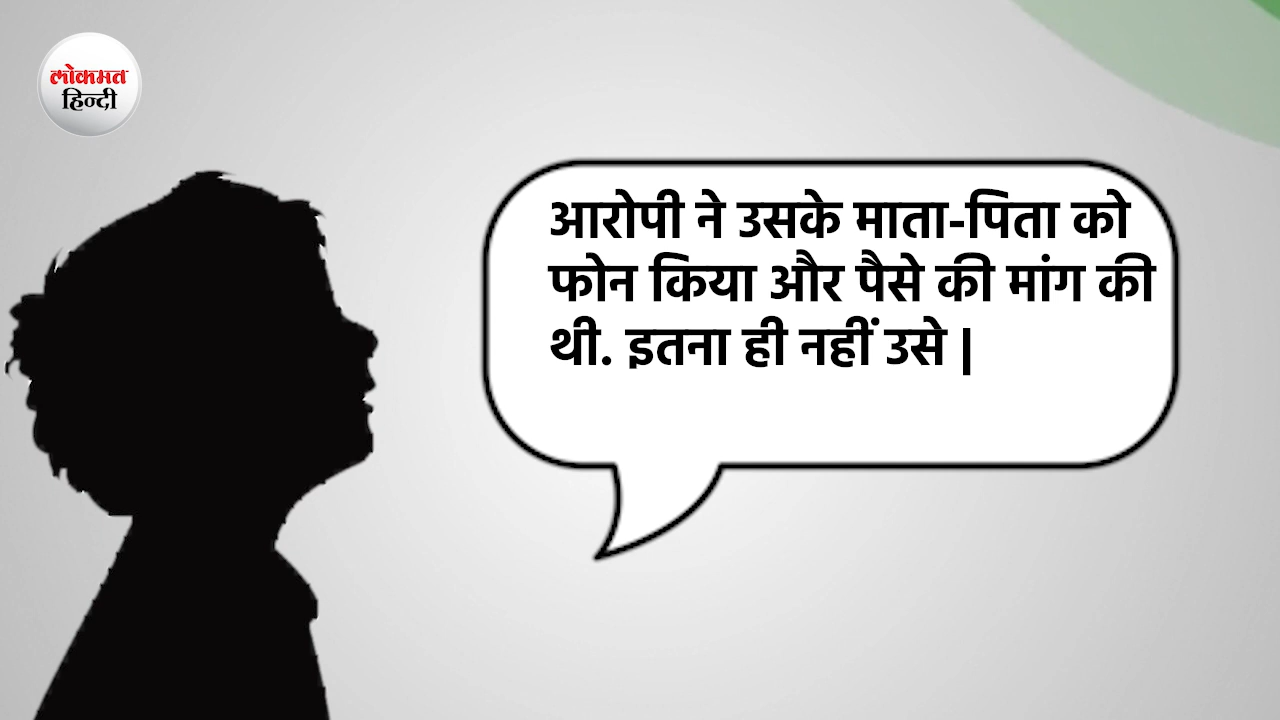 लोकमत
हिन्दी
आरोपी ने उसके माता-पिता को
फोन किया और पैसे की मांग की
थी. इतना ही नहीं उसे |